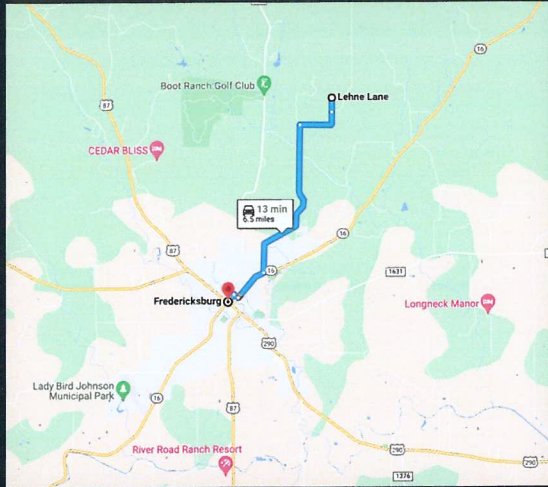 16
87
Boot Ranch Golf Club
Lehne Lane
CEDAR BLISS
13 min
6.5 miles
16
87
16
1631
Fredericksburg
Longneck Manor
290
Lady Bird Johnson
Municipal Park
16
87
River Road Ranch Resort
290
290
1376